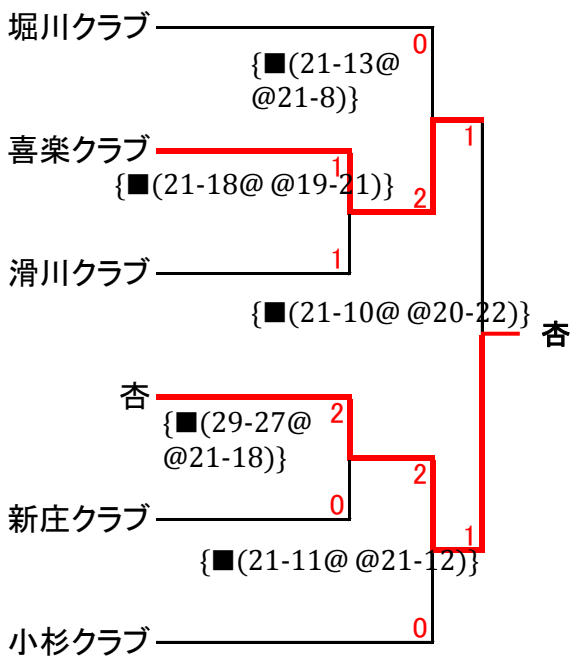 堀川クラブ
0
{■(21-13@
@21-8)}
1
喜楽クラブ
1
{■(21-18@ @19-21)}
2
1
滑川クラブ
{■(21-10@ @20-22)}
杏
杏
2
{■(29-27@
@21-18)}
2
0
新庄クラブ
1
{■(21-11@ @21-12)}
0
小杉クラブ